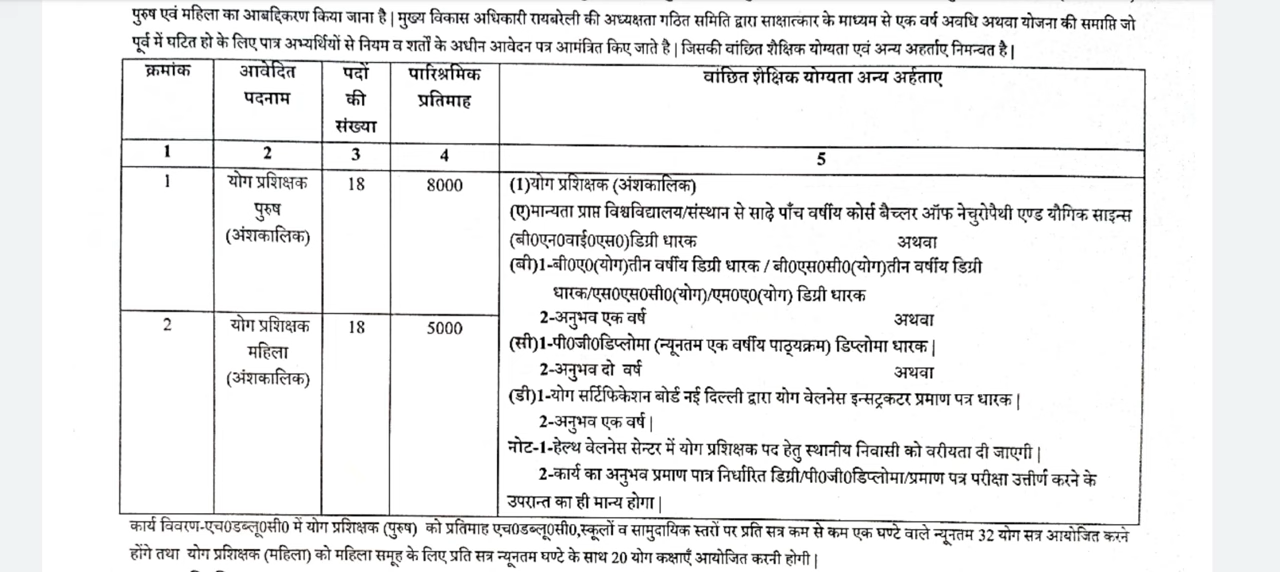 पुरुष एवं महिला का आबद्दिकरण किया जाना है | मुख्य विकास अधिकारी रायबरेली की अध्यक्षता गठित समिति द्वारा साक्षात्कार के माध्यम से एक वर्ष अवधि अथवा योजना की समाप्ति जो
पूर्व में घटित हो के लिए पात्र अभ्यर्थियों से नियम व शर्तो के अधीन आवेदन पत्र आमंत्रित किए जाते है | जिसकी वांछित शैक्षिक योग्यता एवं अन्य अहर्ताए निमन्वत है |
क्रमांक आवेदित पदों पारिश्रमिक वांछित शैक्षिक योग्यता अन्य अर्हताए
पदनाम की प्रतिमाह
संख्या
1 2 3 4 5
1 योग प्रशिक्षक 18 8000 (1)योग प्रशिक्षक (अंशकालिक)
पुरुष (ए)मान्यता प्राप्त विश्वविद्यालय/संस्थान से साढ़े पाँच वर्षीय कोर्स बैच्लर ऑफ नेचुरोपैथी एण्ड यौगिक साइन्स
(अंशकालिक) (बी0एन0वाई0एस0)डिग्री धारक अथवा
(बी)1-बी0ए0(योग)तीन वर्षीय डिग्री धारक / बी0एस0सी0(योग)तीन वर्षीय डिग्री
धारक/एस0एस0सी0(योग)/एम0ए0(योग) डिग्री धारक
2 योग प्रशिक्षक 18 5000 2-अनुभव एक वर्ष अथवा
महिला (सी)1-पी0जी0डिप्लोमा (न्यूनतम एक वर्षीय पाठ्यक्रम) डिप्लोमा धारक |
(अंशकालिक) 2-अनुभव दो वर्ष अथवा
(डी)1-योग सर्टिफिकेशन बोर्ड नई दिल्ली द्वारा योग वेलनेस इन्सट्रकटर प्रमाण पत्र धारक |
2-अनुभव एक वर्ष |
नोट-1-हेल्थ वेलनेस सेन्टर में योग प्रशिक्षक पद हेतु स्थानीय निवासी को वरीयता दी जाएगी |
2-कार्य का अनुभव प्रमाण पात्र निर्धारित डिग्री/पी0जी0डिप्लोमा/प्रमाण पत्र परीक्षा उत्तीर्ण करने के
उपरान्त का ही मान्य होगा |
कार्य विवरण-एच0डब्लू0सी0 में योग प्रशिक्षक (पुरुष) को प्रतिमाह एच0डब्लू0सी0,स्कूलों व सामुदायिक स्तरों पर प्रति सत्र कम से कम एक घण्टे वाले न्यूनतम 32 योग सत्र आयोजित करने
होंगे तथा योग प्रशिक्षक (महिला) को महिला समूह के लिए प्रति सत्र न्यूनतम घण्टे के साथ 20 योग कक्षाएँ आयोजित करनी होगी |